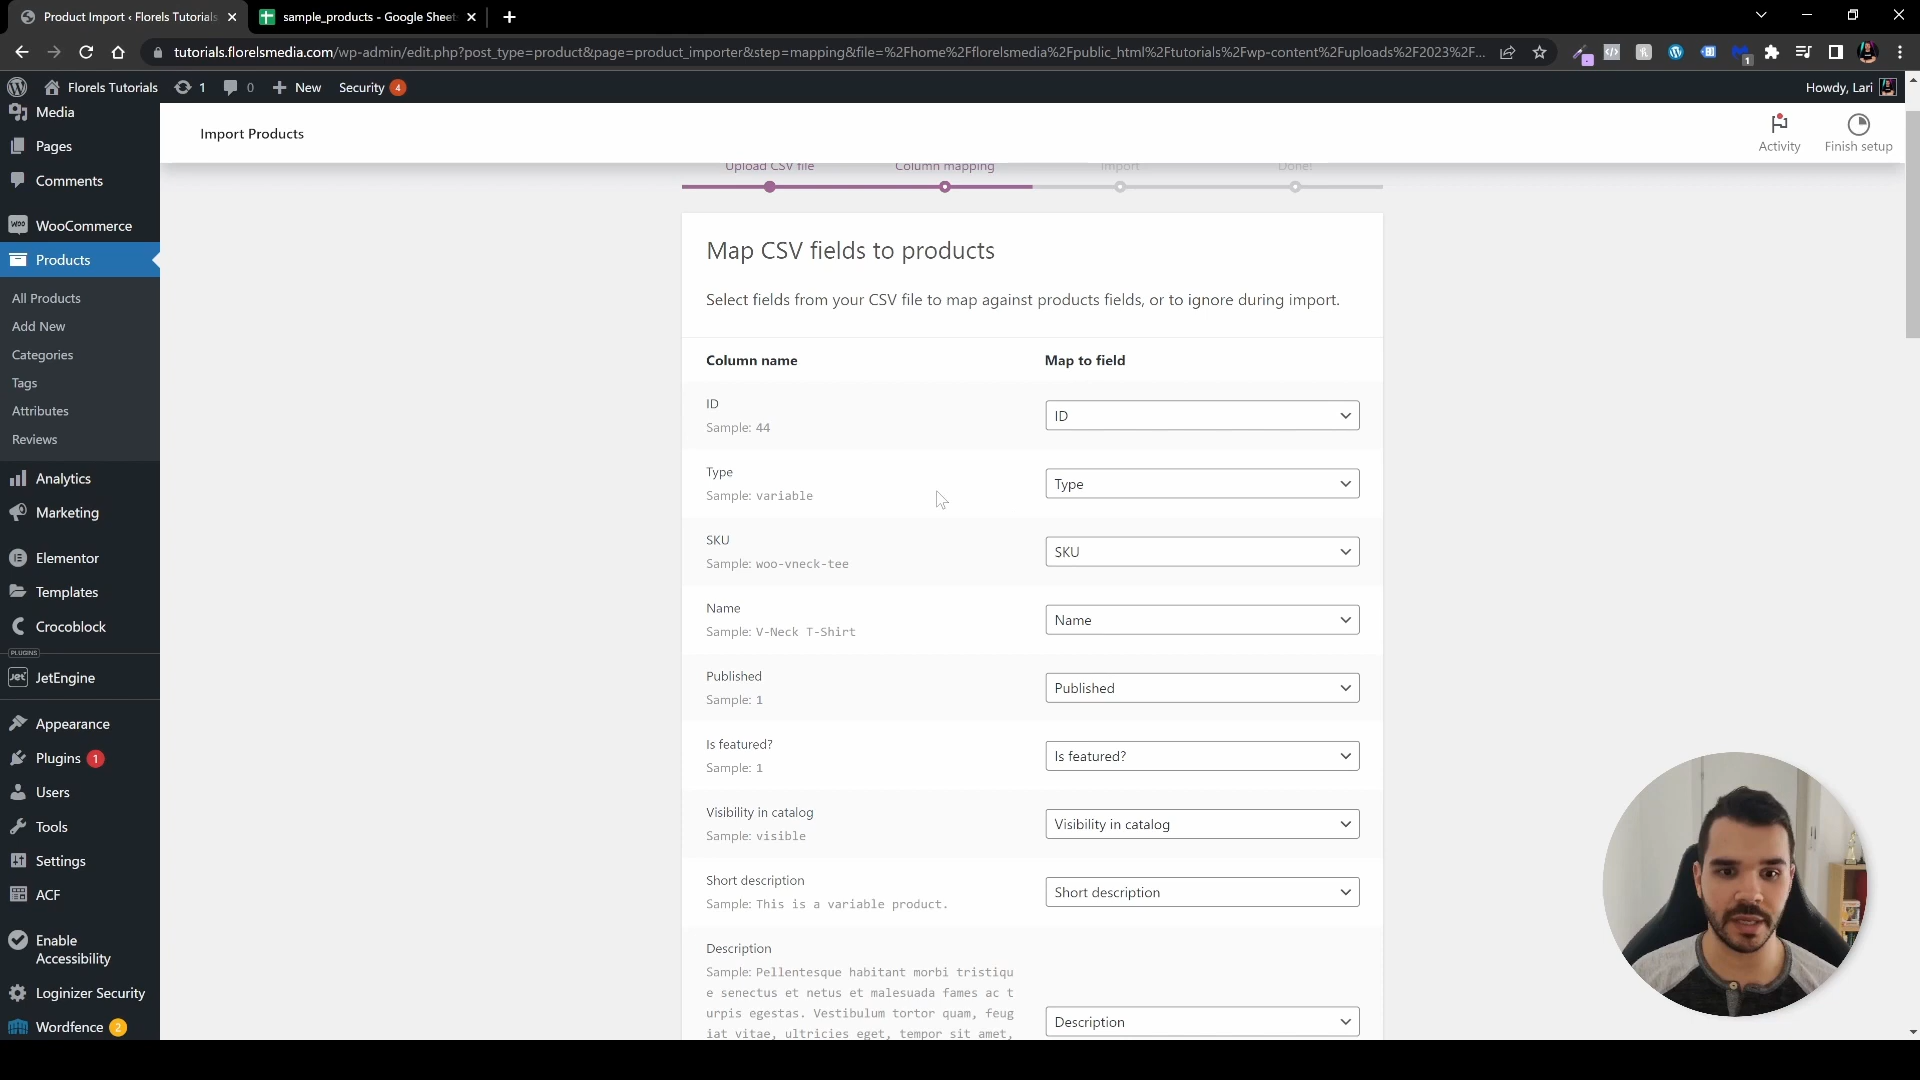 Product Import ‹ Florels Tutorials
sample_products - Google Sheet
tutorials.florelsmedia.com/wp-admin/edit.php?post_type=product&page=product_importer&step=mapping&file=%2Fhome%2Fflorelsmedia%2Fpublic_html%2Ftutorials%2Fwp-content%2Fuploads%2F2023%2F...
1
Florels Tutorials
1
0
New
Security 4
Howdy, Lari
Media
Pages
Comments
WooCommerce
Products
All Products
Add New
Categories
Tags
Attributes
Reviews
Analytics
Marketing
Elementor
Templates
Crocoblock
PLUGINS
JetEngine
Appearance
Plugins 1
Users
Tools
Settings
ACF
Enable
Accessibility
Loginizer Security
Wordfence 2
Import Products
Activity
Finish setup
Upload CSV file
Column mapping
Import
Done!
Map CSV fields to products
Select fields from your CSV file to map against products fields, or to ignore during import.
Column name
Map to field
ID
Sample: 44
ID
Type
Sample: variable
Type
SKU
Sample: woo-vneck-tee
SKU
Name
Sample: V-Neck T-Shirt
Name
Published
Sample: 1
Published
Is featured?
Sample: 1
Is featured?
Visibility in catalog
Sample: visible
Visibility in catalog
Short description
Sample: This is a variable product.
Short description
Description
Sample: Pellentesque habitant morbi tristiqu
e senectus et netus et malesuada fames ac t
urpis egestas. Vestibulum tortor quam, feug
iat vitae, ultricies eget, tempor sit amet,
Description